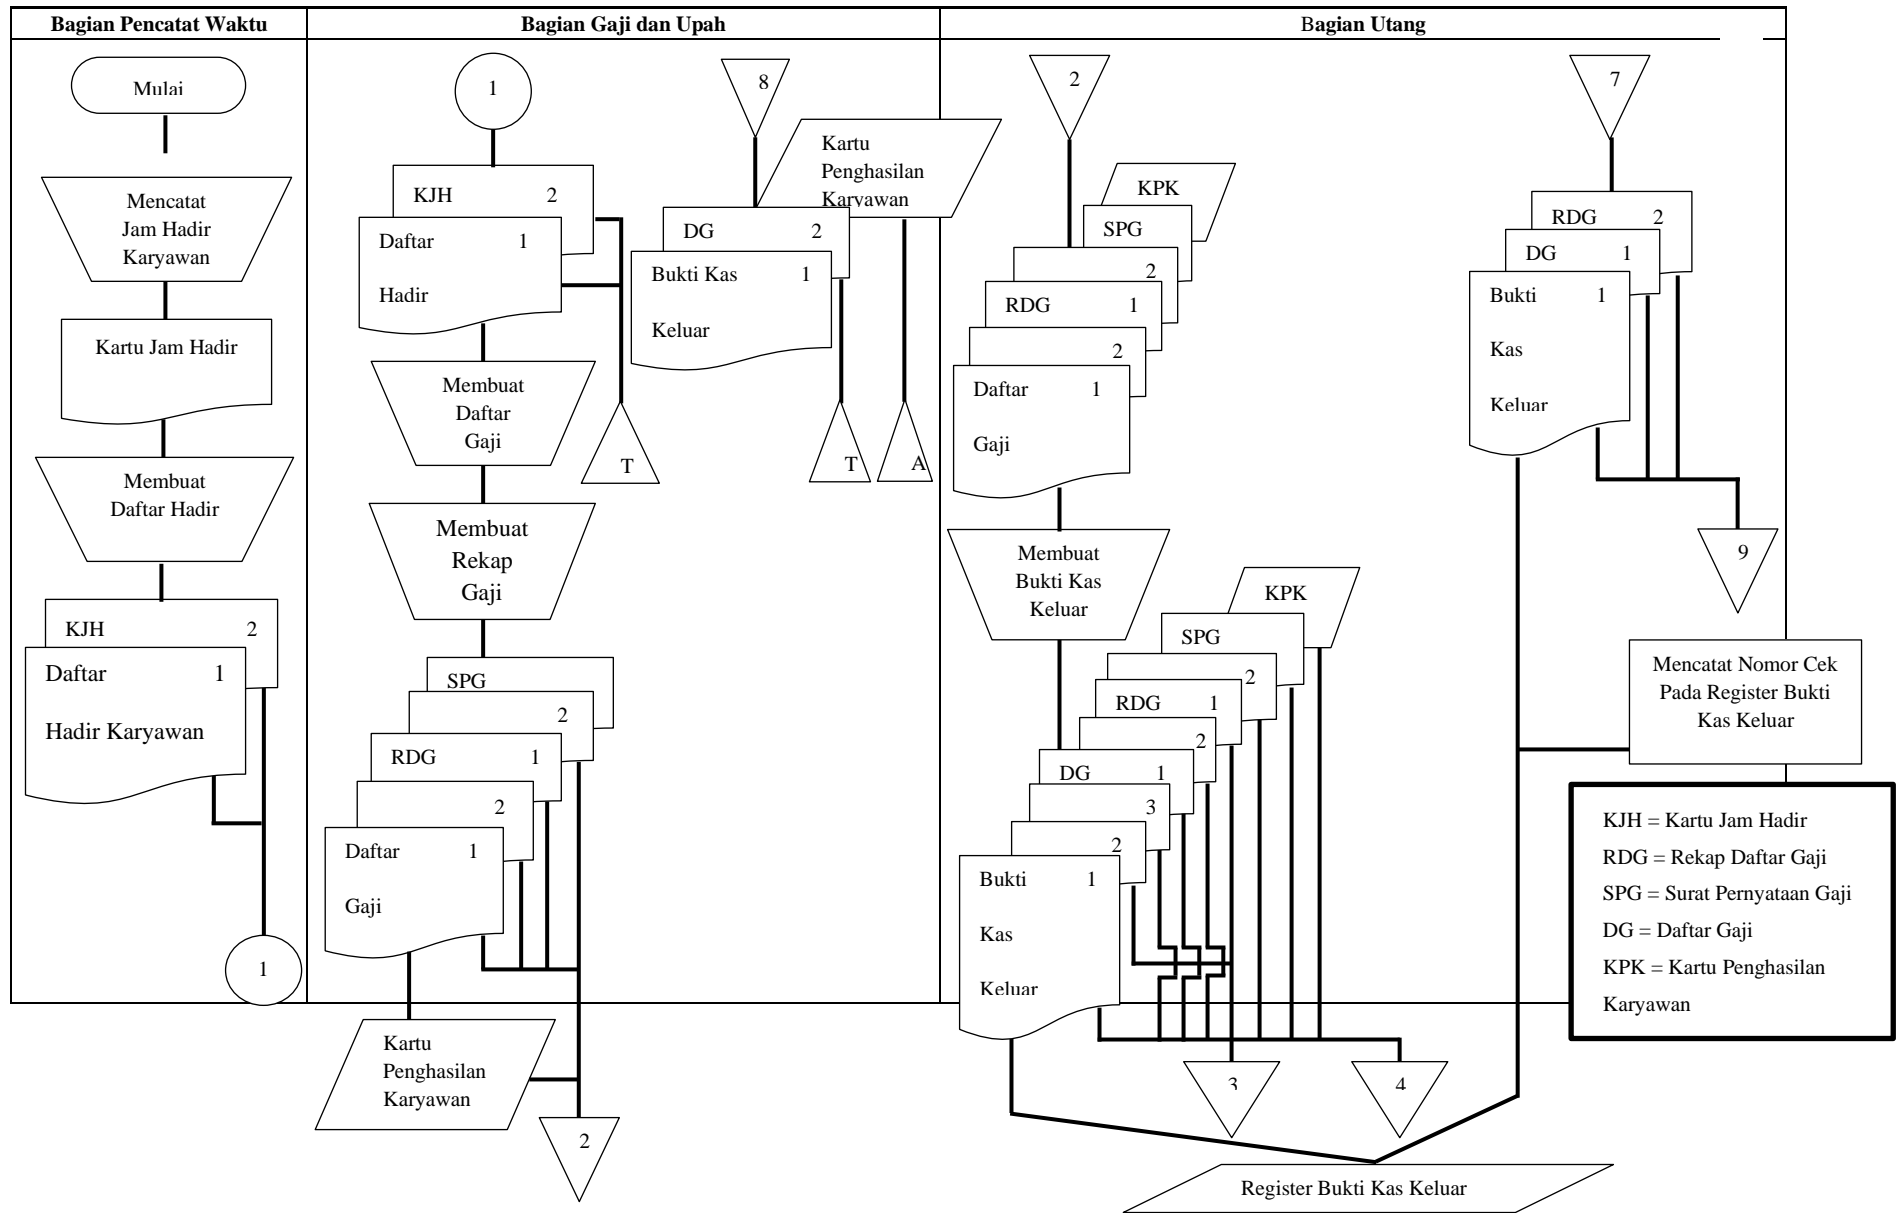 Bagian Pencatat Waktu
Bagian Gaji dan Upah
Bagian Utang
Mulai
Mencatat
Jam Hadir
Karyawan
Kartu Jam Hadir
Membuat
Daftar Hadir
KJH 2
Daftar 1
Hadir Karyawan
1
1
KJH 2
Daftar 1
Hadir
Membuat
Daftar
Gaji
T
Membuat
Rekap
Gaji
SPG
2
RDG 1
2
Daftar 1
Gaji
Kartu
Penghasilan
Karyawan
2
8
Kartu
Penghasilan
Karyawan
DG 2
Bukti Kas 1
Keluar
T
A
2
KPK
SPG
2
RDG 1
2
Daftar 1
Gaji
Membuat
Bukti Kas
Keluar
KPK
SPG
2
RDG 1
2
DG 1
3
2
Bukti 1
Kas
Keluar
3
4
7
RDG 2
DG 1
Bukti 1
Kas
Keluar
9
Mencatat Nomor Cek
Pada Register Bukti
Kas Keluar
Register Bukti Kas Keluar
KJH = Kartu Jam Hadir
RDG = Rekap Daftar Gaji
SPG = Surat Pernyataan Gaji
DG = Daftar Gaji
KPK = Kartu Penghasilan
Karyawan